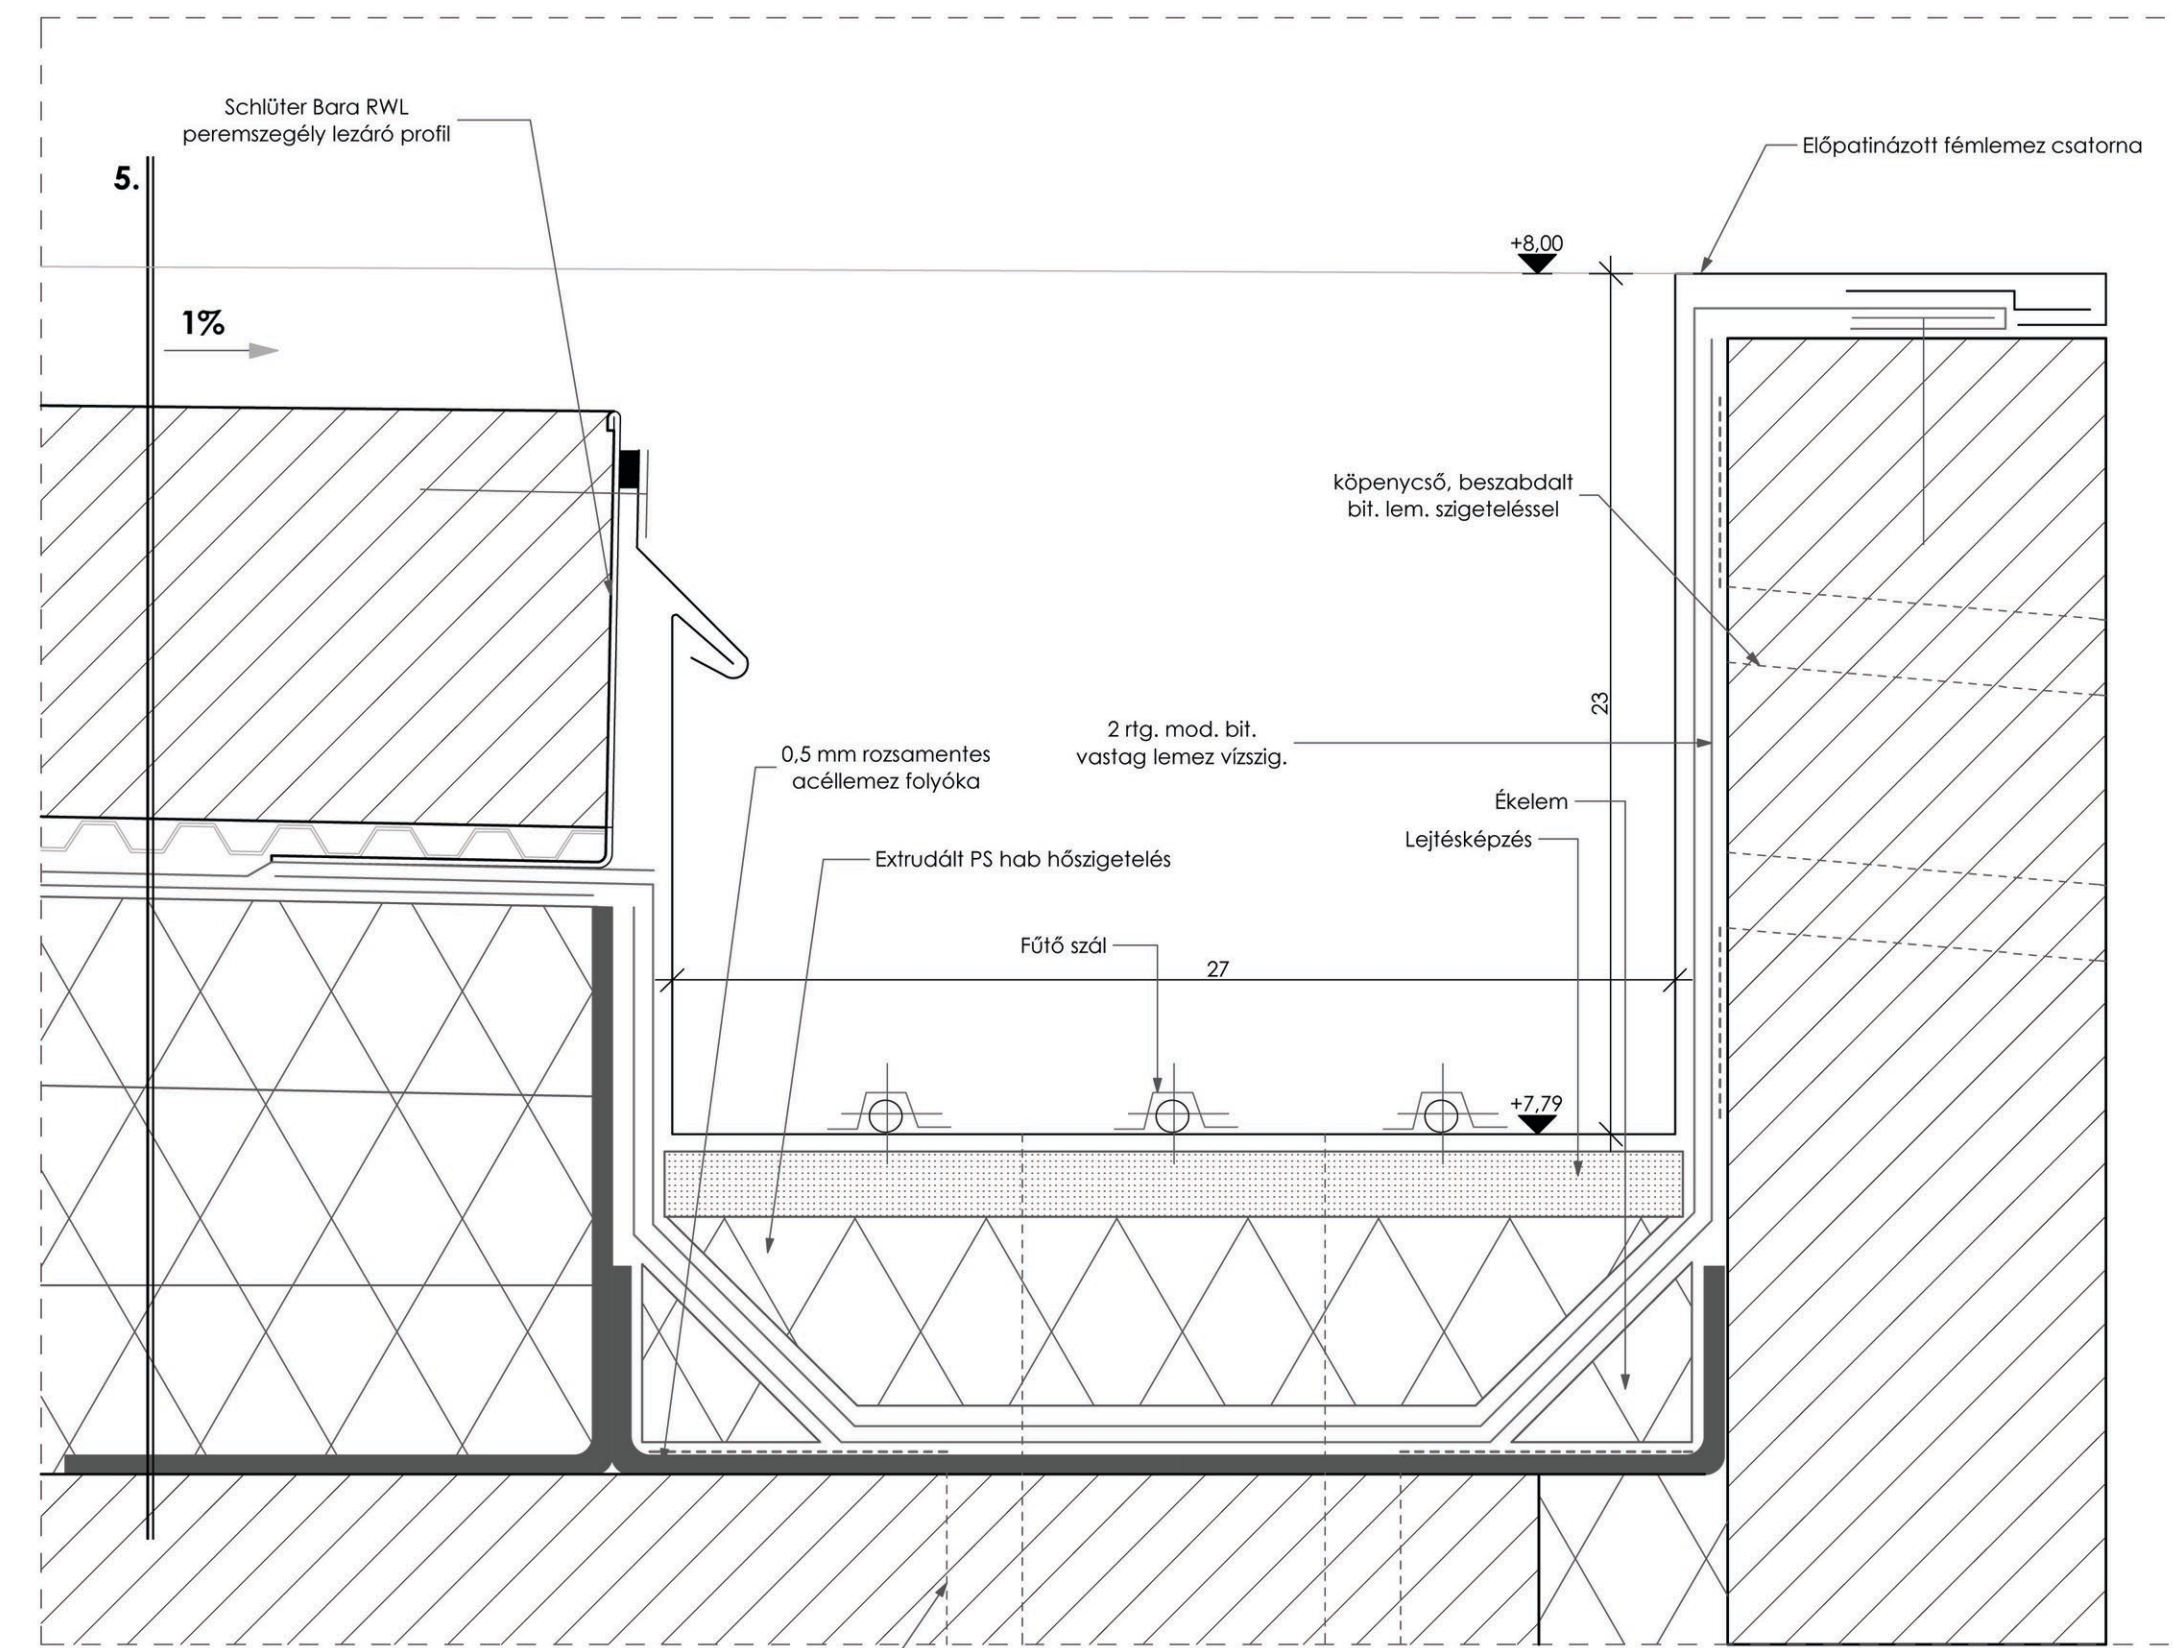 Schlüter Bara RWL
peremszegély lezáró profil
Előpatinázott fémlemez csatorna
5.
+8,00
1%
köpenycső, beszabdalt
bit. lem. szigeteléssel
23
2 rtg. mod. bit.
vastag lemez vízszig.
0,5 mm rozsamentes
acéllemez folyóka
Ékelem
Lejtésképzés
Extrudált PS hab hőszigetelés
Fűtő szál
27
+7,79